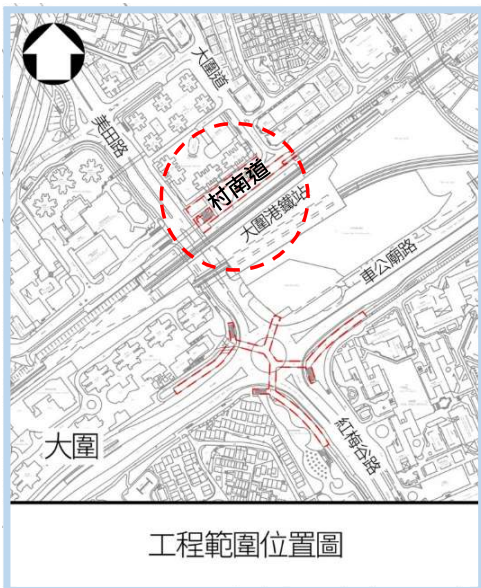 大圍道
美田路
村南道
大圍港鐵站
車公廟路
紅梅谷路
大圍
工程範圍位置圖